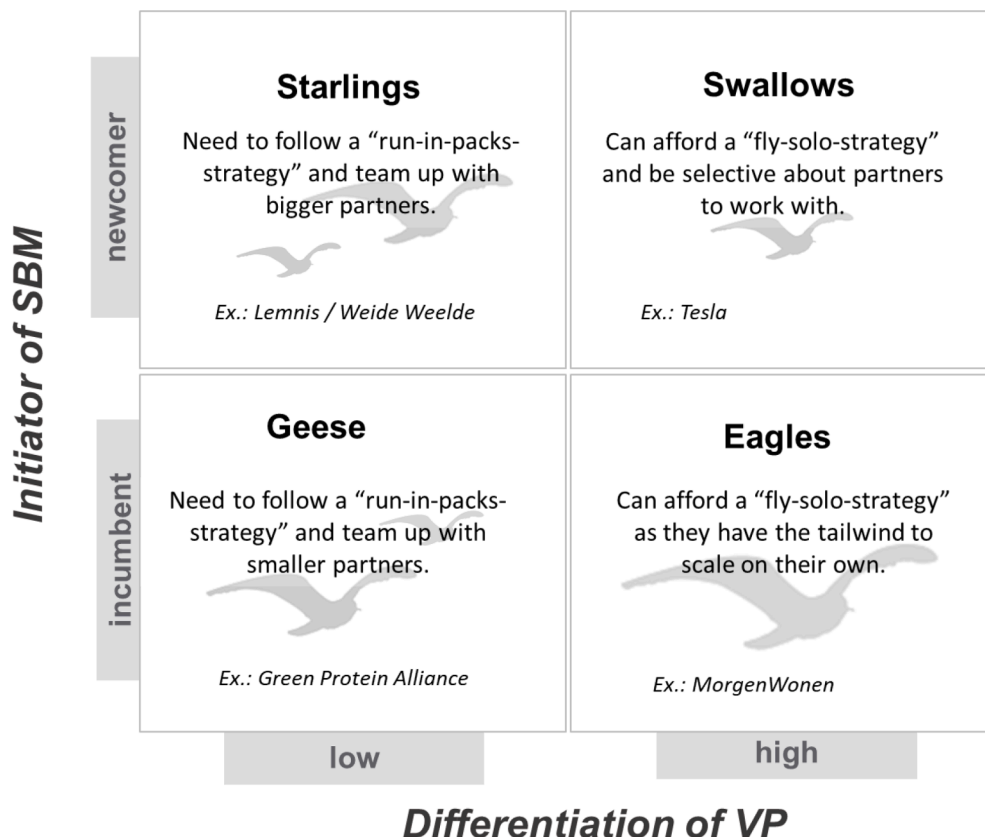 Initiator of SBM
newcomer
Starlings
Need to follow a “run-in-packs-
strategy” and team up with
bigger partners.
Ex.: Lemnis / Weide Weelde
Swallows
Can afford a “fly-solo-strategy”
and be selective about partners
to work with.
Ex.: Tesla
incumbent
Geese
Need to follow a “run-in-packs-
strategy” and team up with
smaller partners.
Ex.: Green Protein Alliance
Eagles
Can afford a “fly-solo-strategy”
as they have the tailwind to
scale on their own.
Ex.: MorgenWonen
low
high
Differentiation of VP